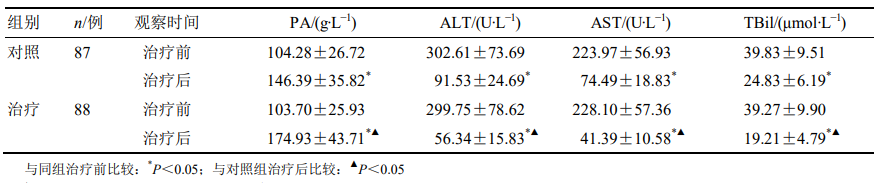 组别 n/例 观察时间 PA/(g·L⁻¹) ALT/(U·L⁻¹) AST/(U·L⁻¹) TBil/(μmol·L⁻¹)
对照 87 治疗前 104.28±26.72 302.61±73.69 223.97±56.93 39.83±9.51
治疗后 146.39±35.82* 91.53±24.69* 74.49±18.83* 24.83±6.19*
治疗 88 治疗前 103.70±25.93 299.75±78.62 228.10±57.36 39.27±9.90
治疗后 174.93±43.71*▲ 56.34±15.83*▲ 41.39±10.58*▲ 19.21±4.79*▲
与同组治疗前比较：*P＜0.05；与对照组治疗后比较：▲P＜0.05